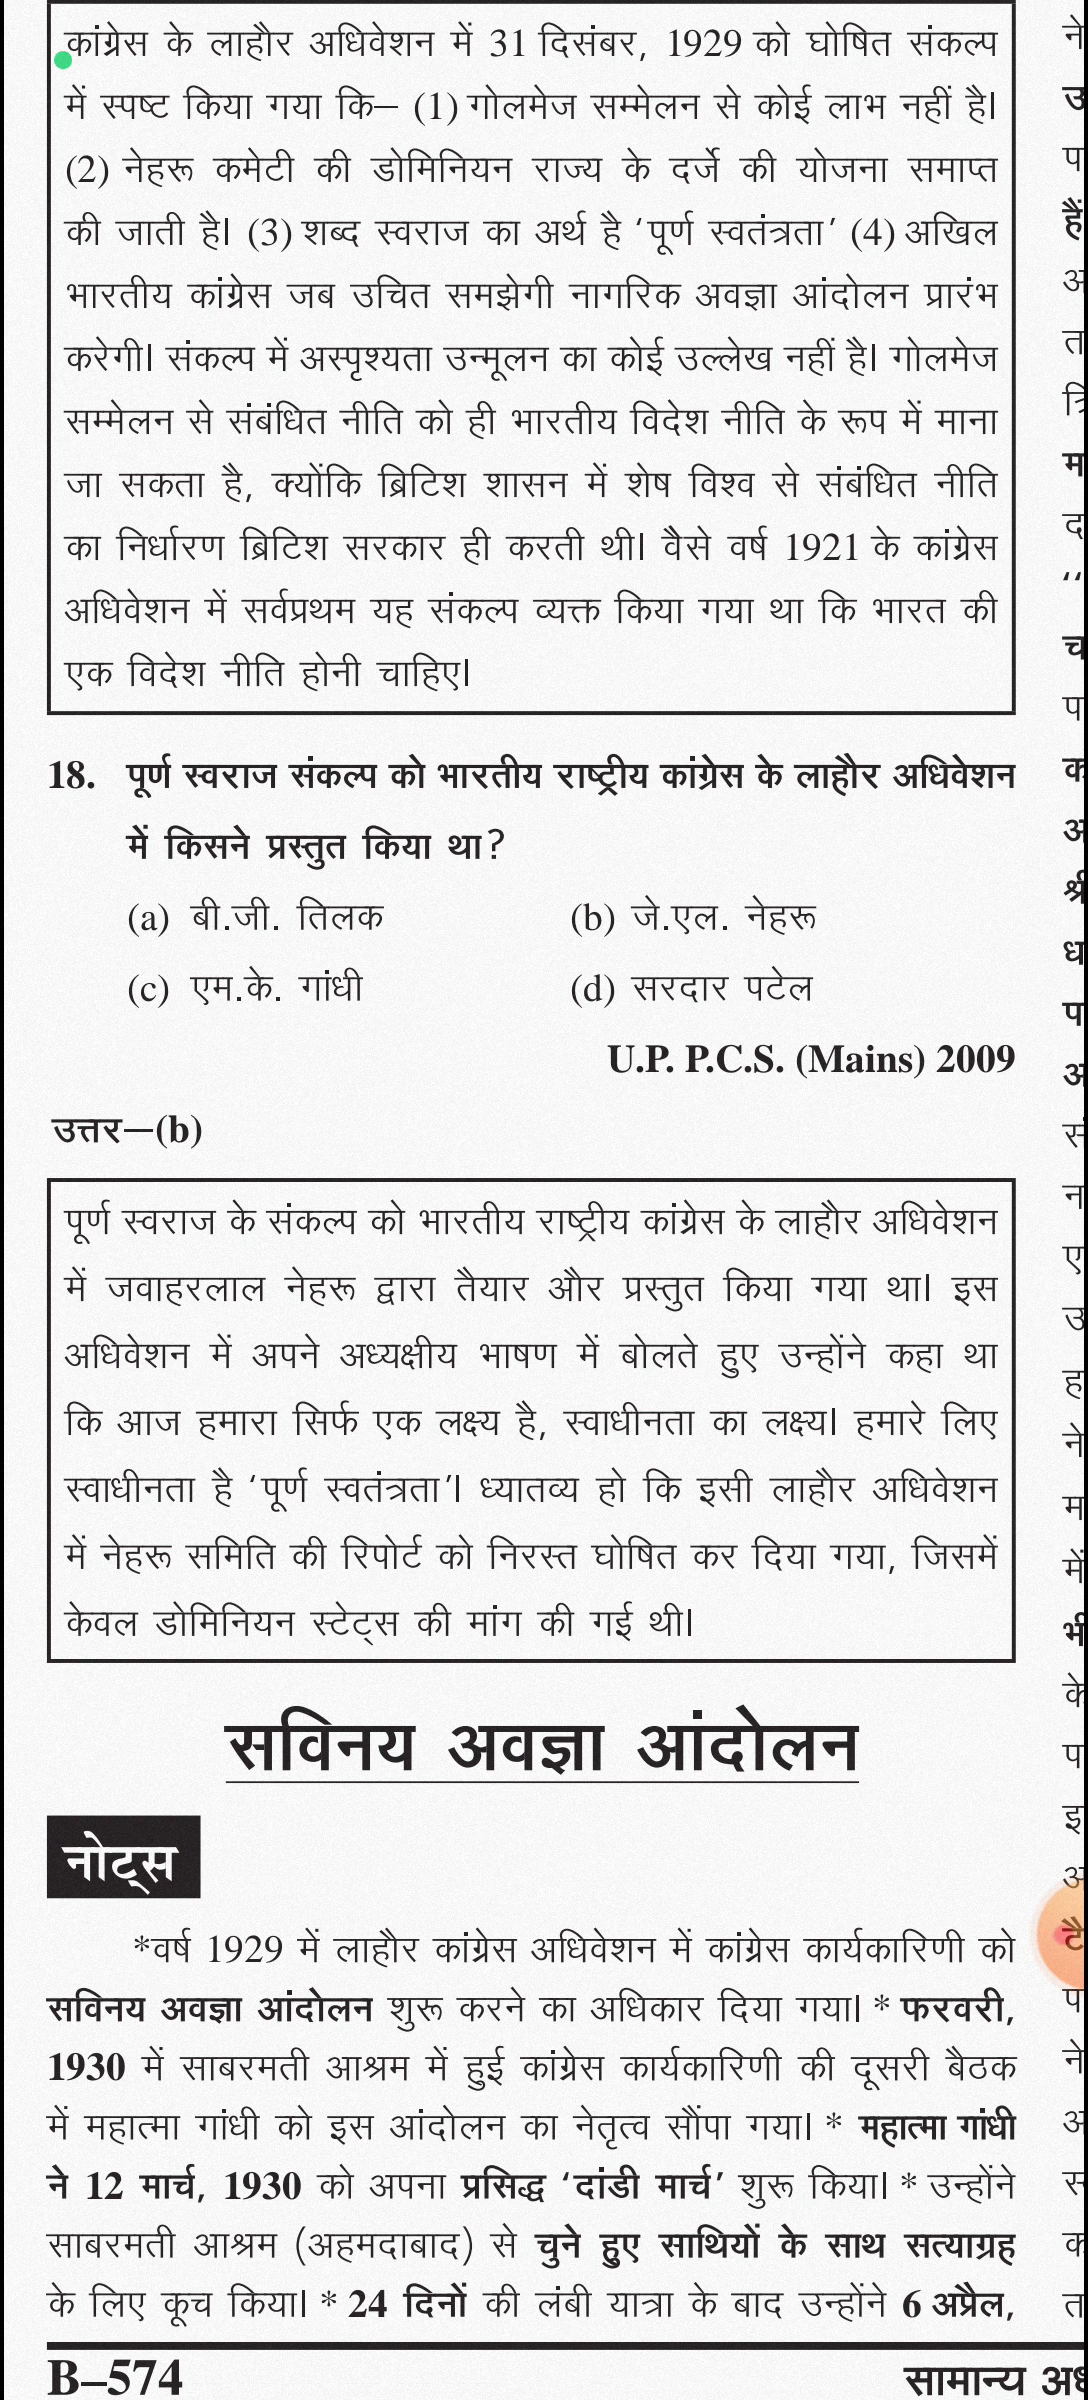 कांग्रेस के लाहौर अधिवेशन में 31 दिसंबर, 1929 को घोषित संकल्प
में स्पष्ट किया गया कि– (1) गोलमेज सम्मेलन से कोई लाभ नहीं है।
(2) नेहरू कमेटी की डोमिनियन राज्य के दर्जे की योजना समाप्त
की जाती है। (3) शब्द स्वराज का अर्थ है ‘पूर्ण स्वतंत्रता’ (4) अखिल
भारतीय कांग्रेस जब उचित समझेगी नागरिक अवज्ञा आंदोलन प्रारंभ
करेगी। संकल्प में अस्पृश्यता उन्मूलन का कोई उल्लेख नहीं है। गोलमेज
सम्मेलन से संबंधित नीति को ही भारतीय विदेश नीति के रूप में माना
जा सकता है, क्योंकि ब्रिटिश शासन में शेष विश्व से संबंधित नीति
का निर्धारण ब्रिटिश सरकार ही करती थी। वैसे वर्ष 1921 के कांग्रेस
अधिवेशन में सर्वप्रथम यह संकल्प व्यक्त किया गया था कि भारत की
एक विदेश नीति होनी चाहिए।
18. पूर्ण स्वराज संकल्प को भारतीय राष्ट्रीय कांग्रेस के लाहौर अधिवेशन
में किसने प्रस्तुत किया था?
(a) बी.जी. तिलक (b) जे.एल. नेहरू
(c) एम.के. गांधी (d) सरदार पटेल
U.P. P.C.S. (Mains) 2009
उत्तर—(b)
पूर्ण स्वराज के संकल्प को भारतीय राष्ट्रीय कांग्रेस के लाहौर अधिवेशन
में जवाहरलाल नेहरू द्वारा तैयार और प्रस्तुत किया गया था। इस
अधिवेशन में अपने अध्यक्षीय भाषण में बोलते हुए उन्होंने कहा था
कि आज हमारा सिर्फ एक लक्ष्य है, स्वाधीनता का लक्ष्य। हमारे लिए
स्वाधीनता है ‘पूर्ण स्वतंत्रता’। ध्यातव्य हो कि इसी लाहौर अधिवेशन
में नेहरू समिति की रिपोर्ट को निरस्त घोषित कर दिया गया, जिसमें
केवल डोमिनियन स्टेट्स की मांग की गई थी।
सविनय अवज्ञा आंदोलन
नोट्स
*वर्ष 1929 में लाहौर कांग्रेस अधिवेशन में कांग्रेस कार्यकारिणी को
सविनय अवज्ञा आंदोलन शुरू करने का अधिकार दिया गया। * फरवरी,
1930 में साबरमती आश्रम में हुई कांग्रेस कार्यकारिणी की दूसरी बैठक
में महात्मा गांधी को इस आंदोलन का नेतृत्व सौंपा गया। * महात्मा गांधी
ने 12 मार्च, 1930 को अपना प्रसिद्ध ‘दांडी मार्च’ शुरू किया। * उन्होंने
साबरमती आश्रम (अहमदाबाद) से चुने हुए साथियों के साथ सत्याग्रह
के लिए कूच किया। * 24 दिनों की लंबी यात्रा के बाद उन्होंने 6 अप्रैल,
B–574 सामान्य